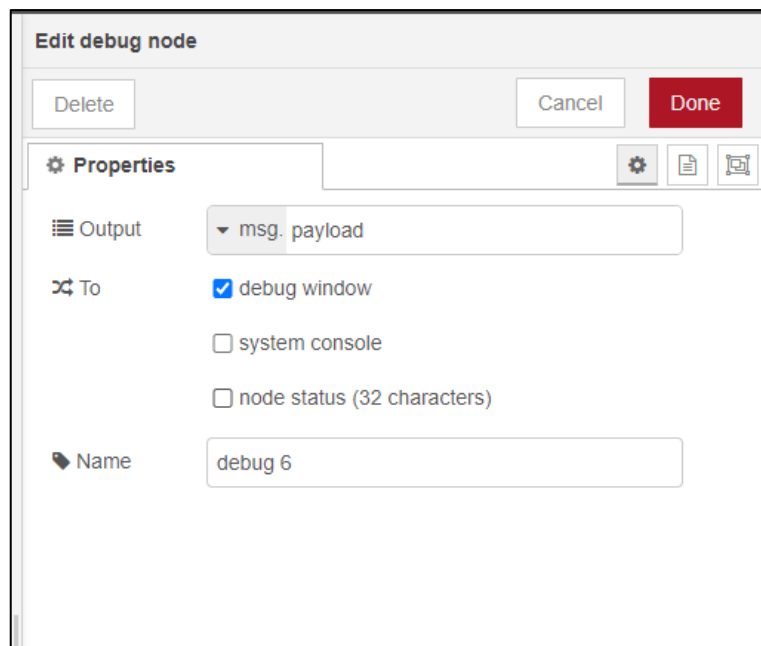 Edit debug node
Delete
Cancel
Done
Properties
Output
msg. payload
To
debug window
system console
node status (32 characters)
Name
debug 6